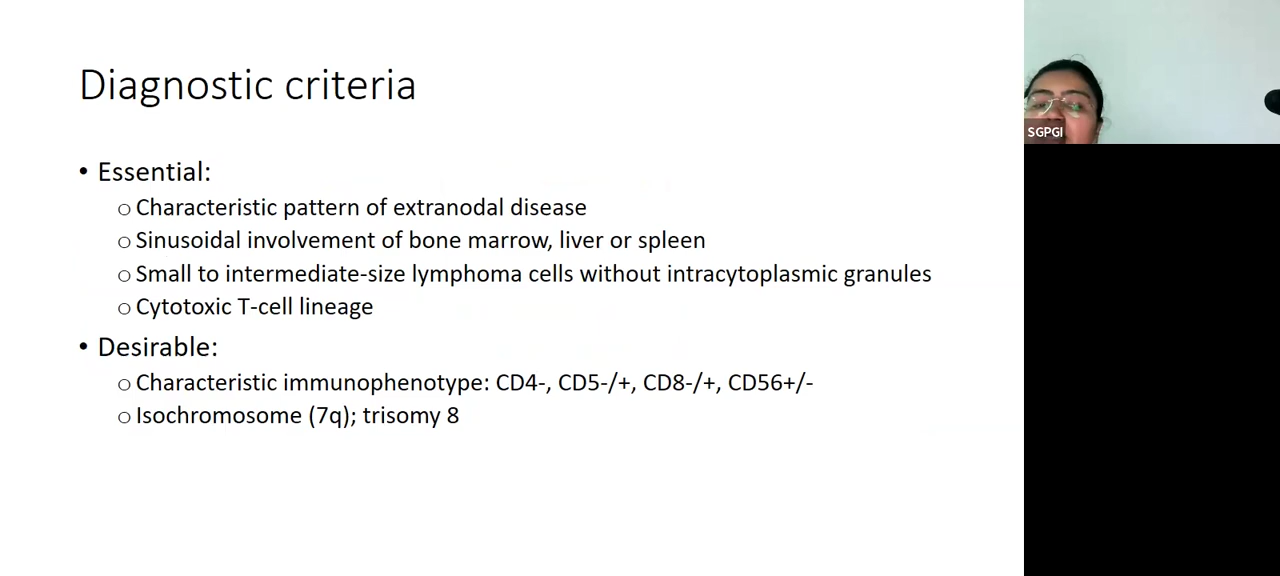 Diagnostic criteria
SGPGI
• Essential:
o Characteristic pattern of extranodal disease
o Sinusoidal involvement of bone marrow, liver or spleen
o Small to intermediate-size lymphoma cells without intracytoplasmic granules
o Cytotoxic T-cell lineage
• Desirable:
o Characteristic immunophenotype: CD4-, CD5-/+, CD8-/+, CD56+/-
o Isochromosome (7q); trisomy 8